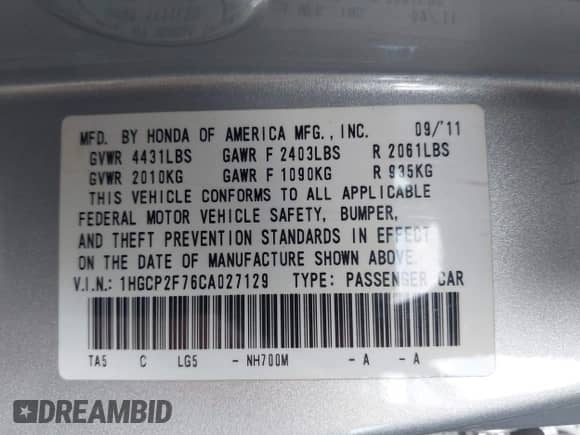 MFD. BY HONDA OF AMERICA MFG., INC. 09/'11
GVWR 4431LBS GAWR F 2403LBS R 2061LBS
GVWR 2010KG GAWR F 1090KG R 935KG
THIS VEHICLE CONFORMS TO ALL APPLICABLE
FEDERAL MOTOR VEHICLE SAFETY, BUMPER,
AND THEFT PREVENTION STANDARDS IN EFFECT
ON THE DATE OF MANUFACTURE SHOWN ABOVE.
V.I.N.: 1HGCP2F76CA027129 TYPE: PASSENGER CAR
TA5 C LG5 - NH700M - A - A
DREAMBID